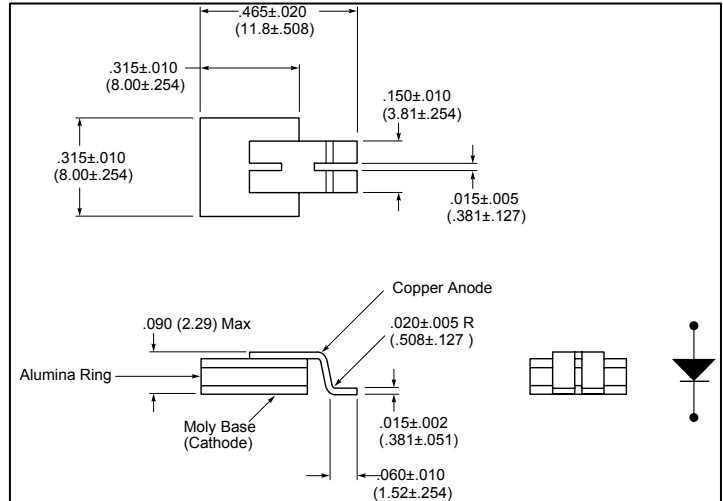 .465±.020
(11.8±.508)
.315±.010
(8.00±.254)
.150±.010
(3.81±.254)
.315±.010
(8.00±.254)
.015±.005
(.381±.127)
Copper Anode
.090 (2.29) Max
.020±.005 R
(.508±.127 )
Alumina Ring
Moly Base
(Cathode)
.015±.002
(.381±.051)
.060±.010
(1.52±.254)